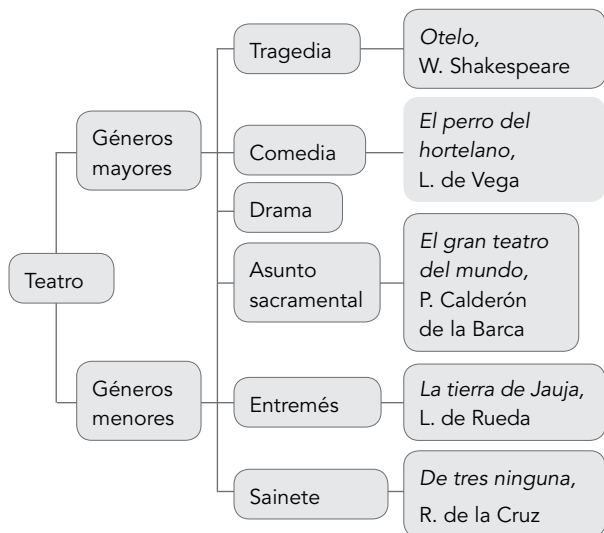 Teatro
Géneros
mayores
Tragedia
Otelo,
W. Shakespeare
Comedia
El perro del
hortelano,
L. de Vega
Drama
Asunto
sacramental
El gran teatro
del mundo,
P. Calderón
de la Barca
Géneros
menores
Entremés
La tierra de Jauja,
L. de Rueda
Sainete
De tres ninguna,
R. de la Cruz